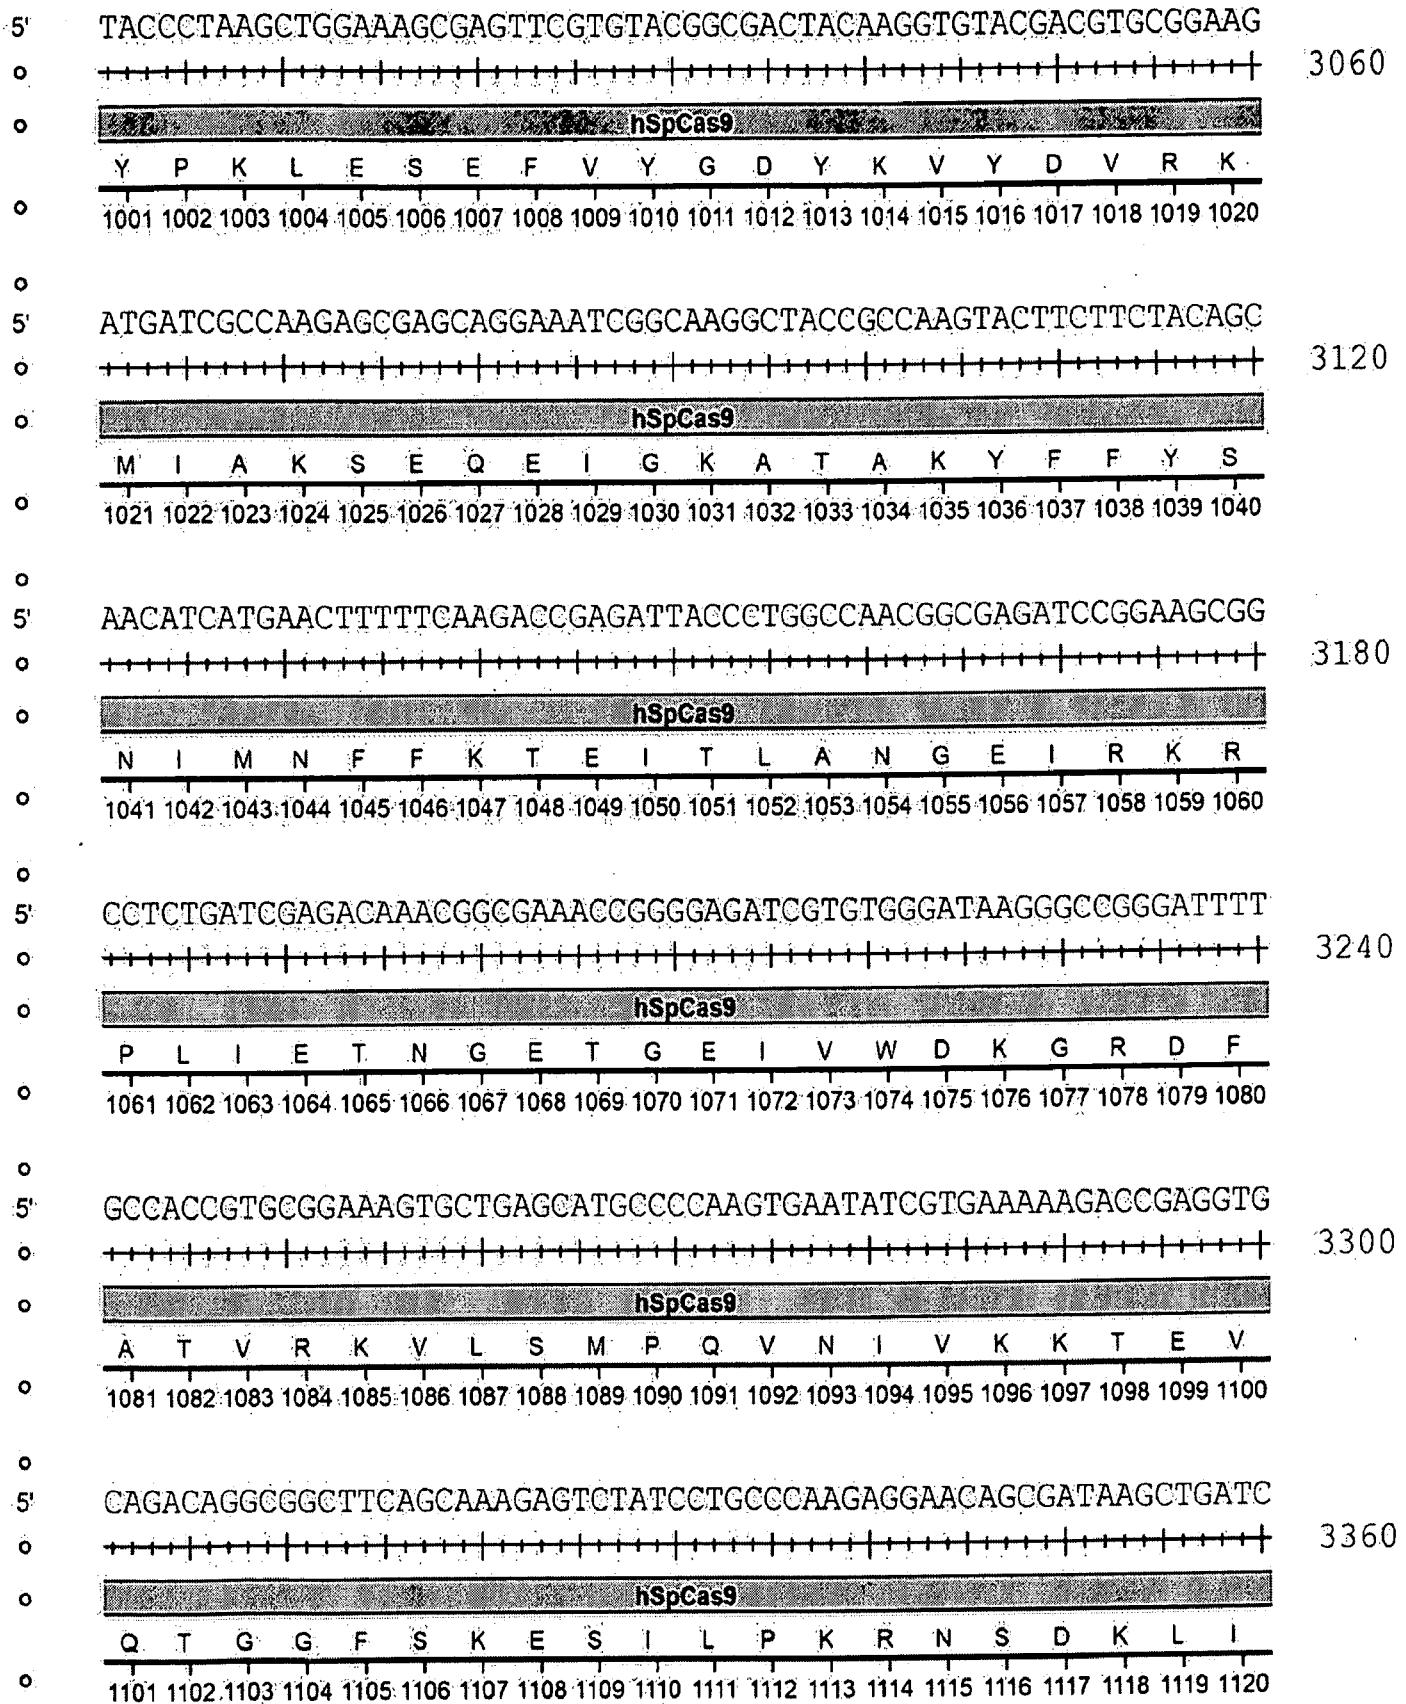 5' TACCCTAAGCTGGAAAGCGAGTTCGTGTACGGCGACTACAAGGTGTACGACGTGCGGAAG
3060
hSpCas9
Y P K L E S E F V Y G D Y K V Y D V R K
1001 1002 1003 1004 1005 1006 1007 1008 1009 1010 1011 1012 1013 1014 1015 1016 1017 1018 1019 1020
5' ATGATCGCCAAGAGCGAGCAGGAAATCGGCAAGGCTACCGCCAAGTACTTCTTCTACAGC
3120
hSpCas9
M I A K S E Q E I G K A T A K Y F F Y S
1021 1022 1023 1024 1025 1026 1027 1028 1029 1030 1031 1032 1033 1034 1035 1036 1037 1038 1039 1040
5' AACATCATGAACTTTTTCAAGACCGAGATTACCCTGGCCAACGGCGAGATCCGGAAGCGG
3180
hSpCas9
N I M N F F K T E I T L A N G E I R K R
1041 1042 1043 1044 1045 1046 1047 1048 1049 1050 1051 1052 1053 1054 1055 1056 1057 1058 1059 1060
5' CCTCTGATCGAGACAAACGGCGAAACCGGGGAGATCGTGTGGGATAAGGGCCGGGATTTT
3240
hSpCas9
P L I E T N G E T G E I V W D K G R D F
1061 1062 1063 1064 1065 1066 1067 1068 1069 1070 1071 1072 1073 1074 1075 1076 1077 1078 1079 1080
5' GCCACCGTGCGGAAAGTGCTGAGCATGCCCCAAGTGAATATCGTGAAAAAGACCGAGGTG
3300
hSpCas9
A T V R K V L S M P Q V N I V K K T E V
1081 1082 1083 1084 1085 1086 1087 1088 1089 1090 1091 1092 1093 1094 1095 1096 1097 1098 1099 1100
5' CAGACAGGCGGCTTCAGCAAAGAGTCTATCCTGCCCAAGAGGAACAGCGATAAGCTGATC
3360
hSpCas9
Q T G G F S K E S I L P K R N S D K L I
1101 1102 1103 1104 1105 1106 1107 1108 1109 1110 1111 1112 1113 1114 1115 1116 1117 1118 1119 1120